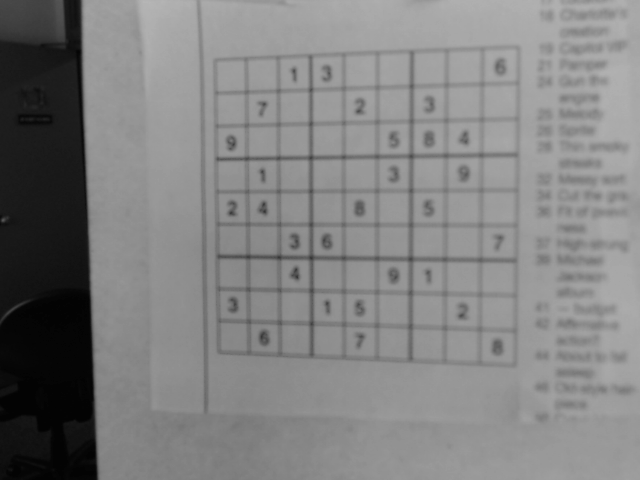 1 3 6
7 2 3
9 5 8 4
1 3 9
2 4 8 5
3 6 7
4 9 1
3 1 5 2
6 7 8
18 Charlotte's
creation
19 Capitol VIP
21 Pamper
24 Gun the
engine
25 Melody
26 Sprite
28 Thin smoky
streaks
32 Messy sort
34 Cut the
36 Fit of
ness
37 High-strung
39 Michael
Jackson
album
41 — budget
42 Affirmative
action?
44 About to fall
asleep
46 Old-style hair
piece